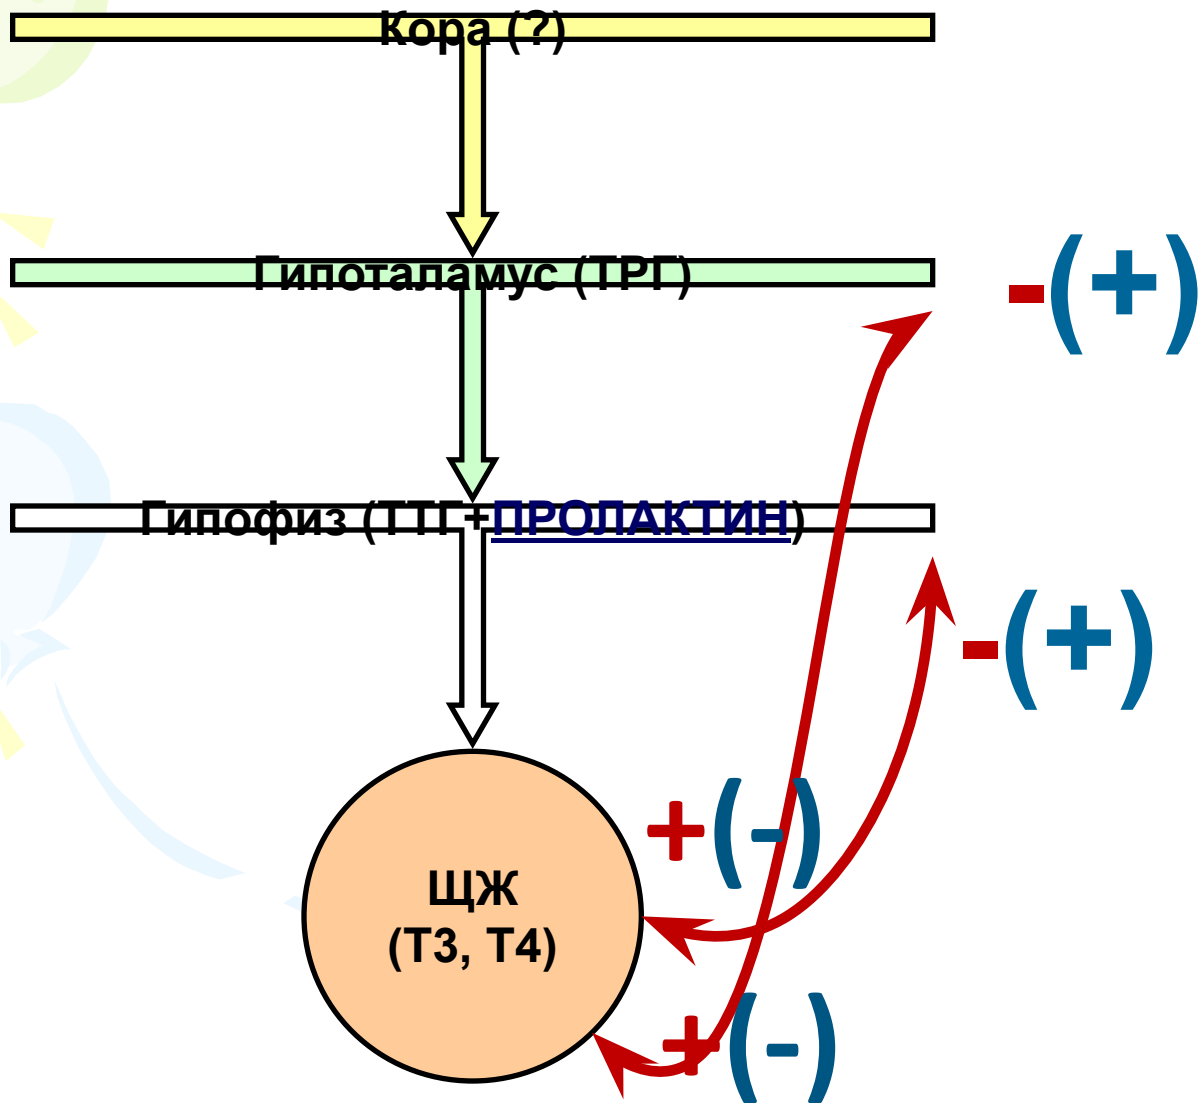 Кора (?)
Гипоталамус (ТРГ)
-(+)
Гипофиз (ТТГ+ПРОЛАКТИН)
-(+)
+(-)
ЩЖ
(Т3, Т4)
+(-)